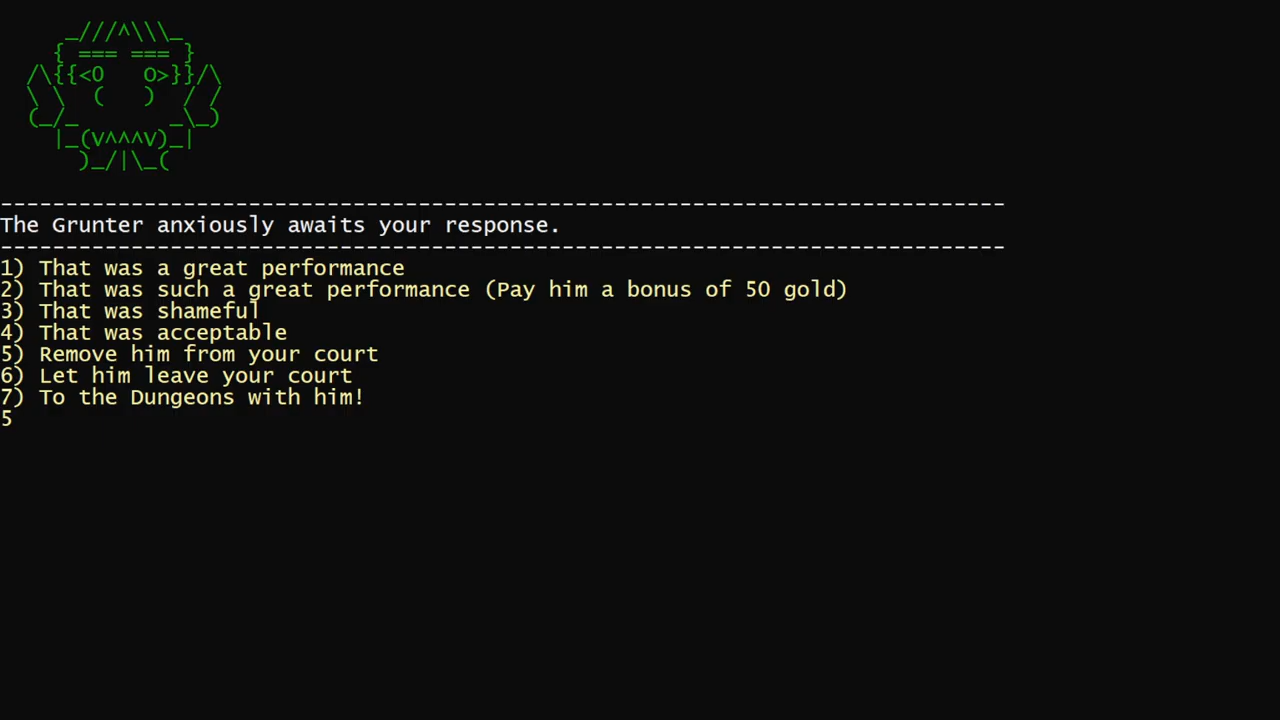 _///^\\\_
{ === === }
/\{{<O   O>}}/\
\ \  (   )  / /
(_/_       _\_)
|_(V^^^V)_|
)_/|\_(
-----------------------------------------------------------------------------
The Grunter anxiously awaits your response.
-----------------------------------------------------------------------------
1) That was a great performance
2) That was such a great performance (Pay him a bonus of 50 gold)
3) That was shameful
4) That was acceptable
5) Remove him from your court
6) Let him leave your court
7) To the Dungeons with him!
5